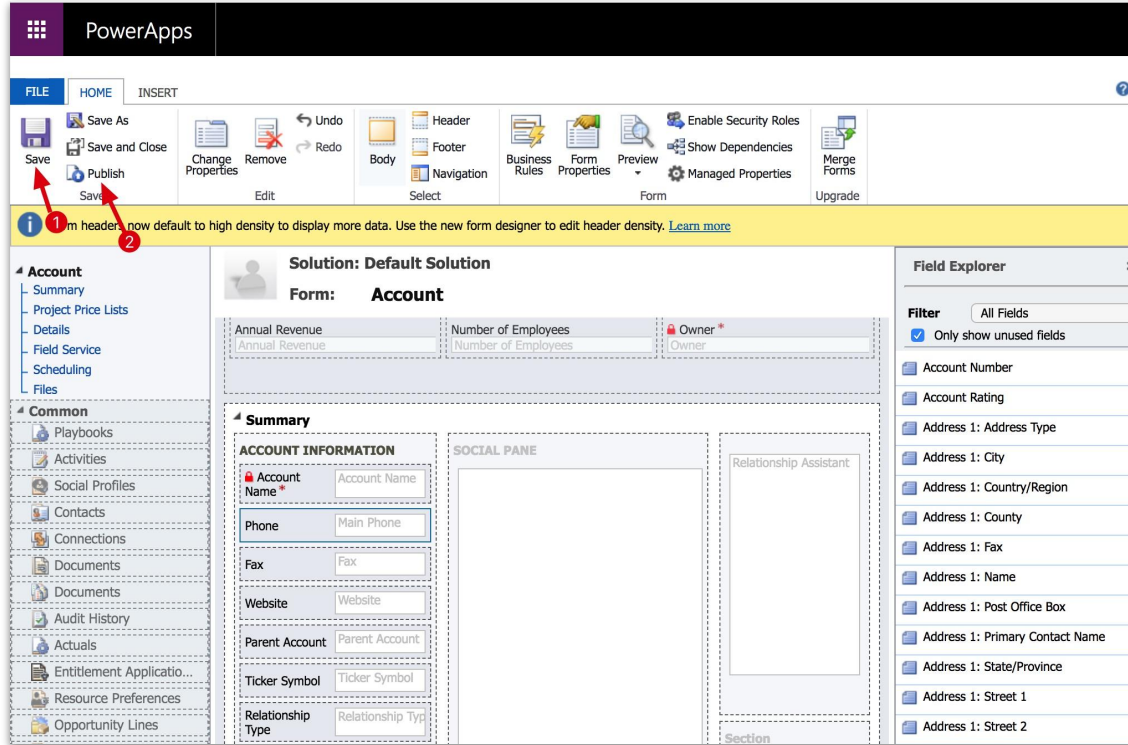 PowerApps
FILE HOME INSERT
Save
Save As
Save and Close
Publish
Save
Change Properties
Remove
Undo
Redo
Edit
Body
Header
Footer
Navigation
Select
Business Rules
Form Properties
Preview
Enable Security Roles
Show Dependencies
Managed Properties
Form
Merge Forms
Upgrade
1
2
m headers now default to high density to display more data. Use the new form designer to edit header density. Learn more
Account
Summary
Project Price Lists
Details
Field Service
Scheduling
Files
Common
Playbooks
Activities
Social Profiles
Contacts
Connections
Documents
Documents
Audit History
Actuals
Entitlement Applicatio...
Resource Preferences
Opportunity Lines
Solution: Default Solution
Form: Account
Annual Revenue
Annual Revenue
Number of Employees
Number of Employees
Owner *
Owner
Summary
ACCOUNT INFORMATION
Account Name *
Account Name
Phone
Main Phone
Fax
Fax
Website
Website
Parent Account
Parent Account
Ticker Symbol
Ticker Symbol
Relationship Type
Relationship Typ
SOCIAL PANE
Relationship Assistant
Section
Field Explorer
Filter All Fields
Only show unused fields
Account Number
Account Rating
Address 1: Address Type
Address 1: City
Address 1: Country/Region
Address 1: County
Address 1: Fax
Address 1: Name
Address 1: Post Office Box
Address 1: Primary Contact Name
Address 1: State/Province
Address 1: Street 1
Address 1: Street 2